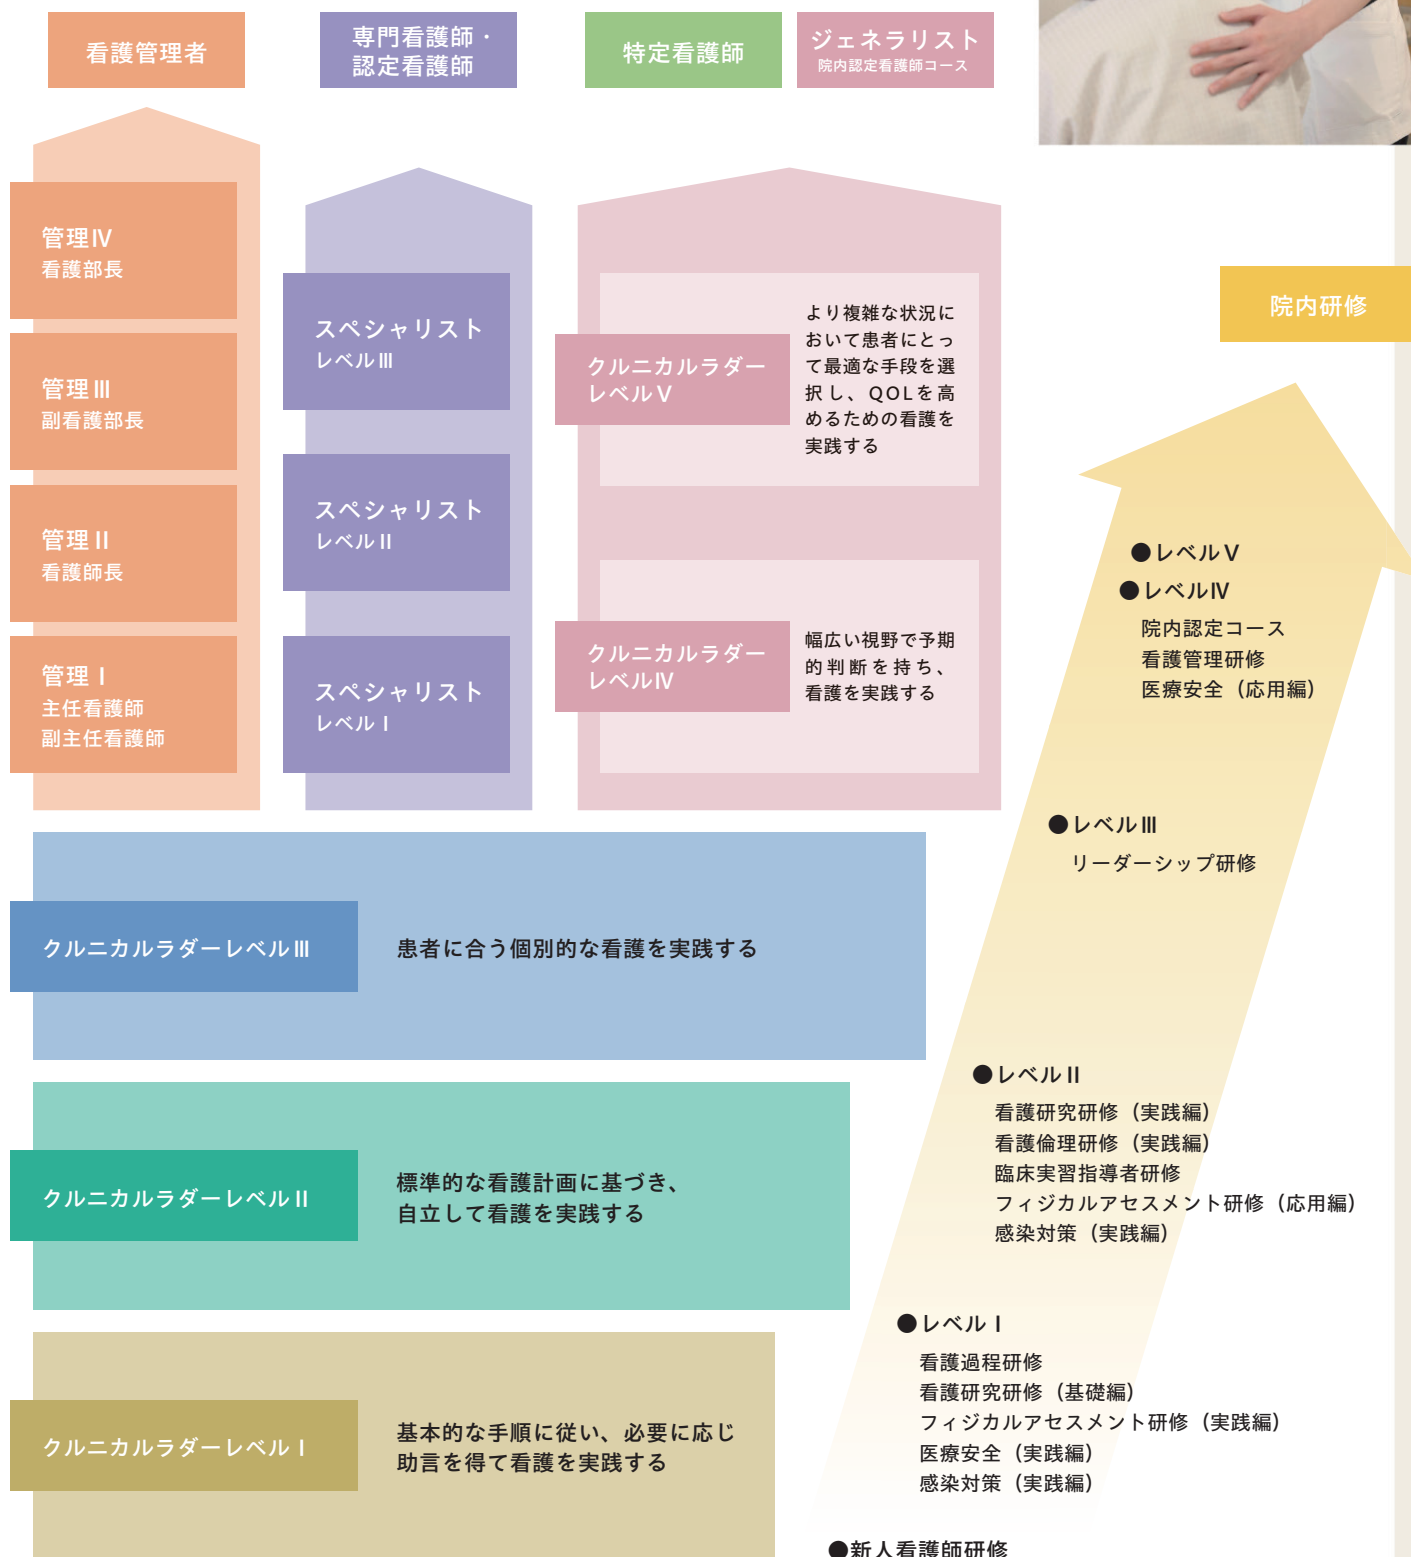 看護管理者
専門看護師・
認定看護師
特定看護師
ジェネラリスト
院内認定看護師コース
管理Ⅳ
看護部長
管理Ⅲ
副看護部長
管理Ⅱ
看護師長
管理Ⅰ
主任看護師
副主任看護師
スペシャリスト
レベルⅢ
スペシャリスト
レベルⅡ
スペシャリスト
レベルⅠ
クルニカルラダー
レベルⅤ
より複雑な状況に
おいて患者にとっ
て最適な手段を選
択し、QOLを高
めるための看護を
実践する
クルニカルラダー
レベルⅣ
幅広い視野で予期
的判断を持ち、
看護を実践する
クルニカルラダーレベルⅢ
患者に合う個別的な看護を実践する
クルニカルラダーレベルⅡ
標準的な看護計画に基づき、
自立して看護を実践する
クルニカルラダーレベルⅠ
基本的な手順に従い、必要に応じ
助言を得て看護を実践する
院内研修
●レベルⅤ
●レベルⅣ
院内認定コース
看護管理研修
医療安全（応用編）
●レベルⅢ
リーダーシップ研修
●レベルⅡ
看護研究研修（実践編）
看護倫理研修（実践編）
臨床実習指導者研修
フィジカルアセスメント研修（応用編）
感染対策（実践編）
●レベルⅠ
看護過程研修
看護研究研修（基礎編）
フィジカルアセスメント研修（実践編）
医療安全（実践編）
感染対策（実践編）
●新人看護師研修